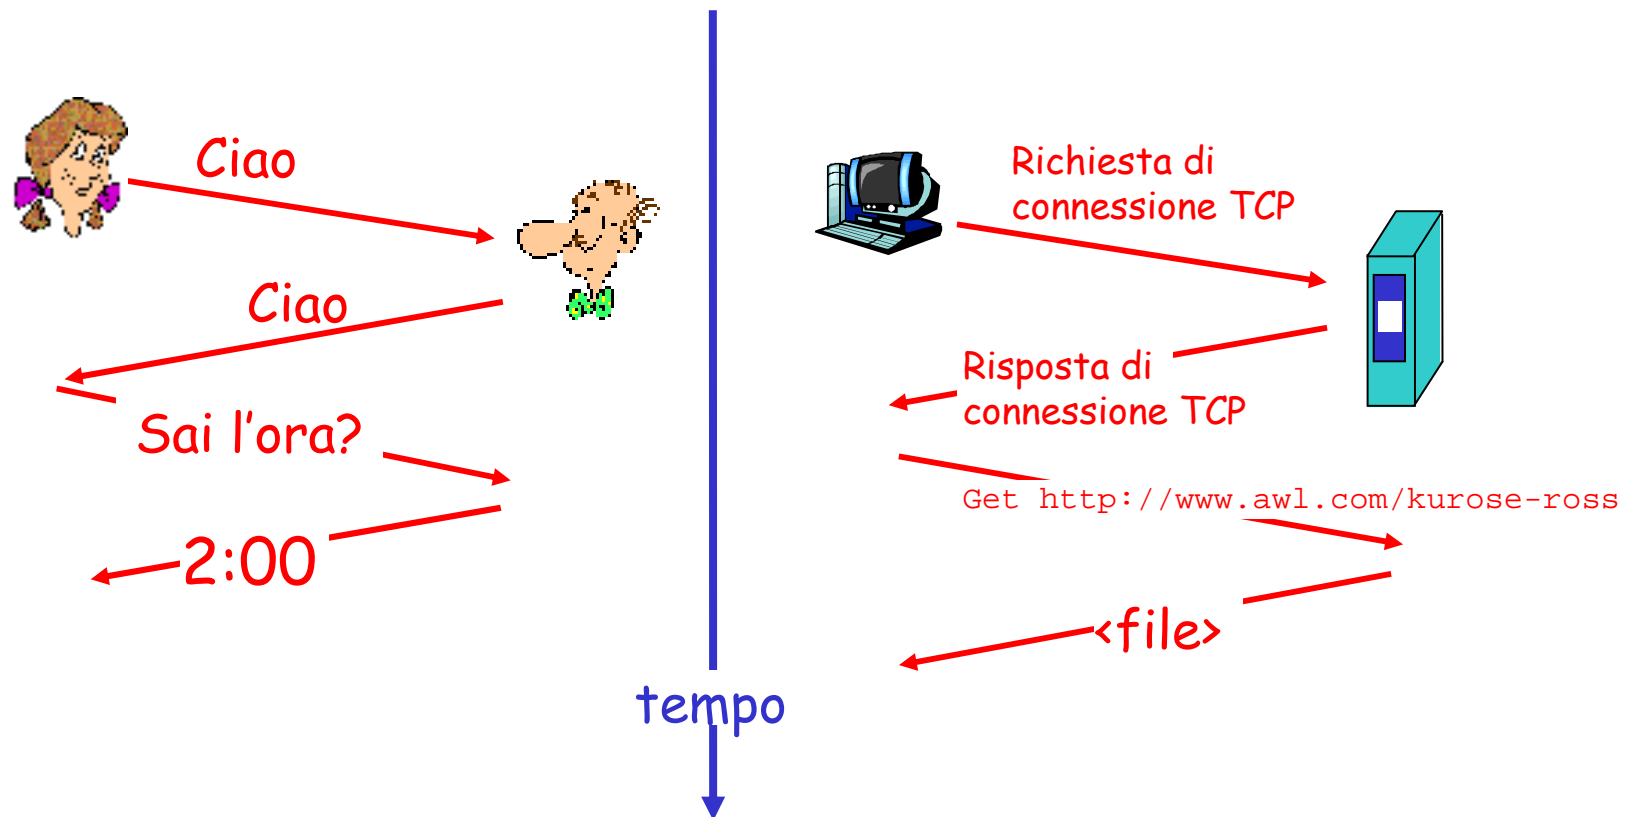 Ciao
Ciao
Sai l'ora?
2:00
tempo
Richiesta di
connessione TCP
Risposta di
connessione TCP
Get http://www.awl.com/kurose-ross
<file>